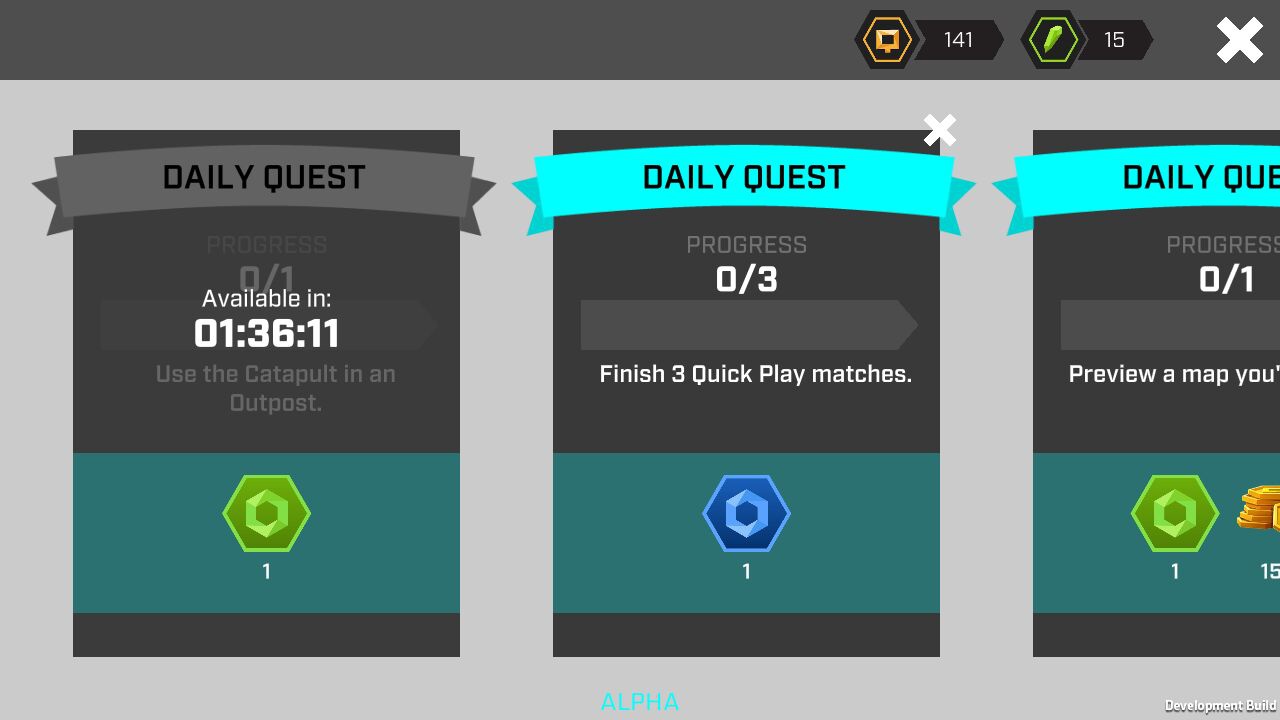 141
15
DAILY QUEST
PROGRESS
0/1
Available in:
01:36:11
Use the Catapult in an
Outpost.
1
DAILY QUEST
PROGRESS
0/3
Finish 3 Quick Play matches.
1
DAILY QUE
PROGRESS
0/1
Preview a map you'
1
15
ALPHA
Development Build